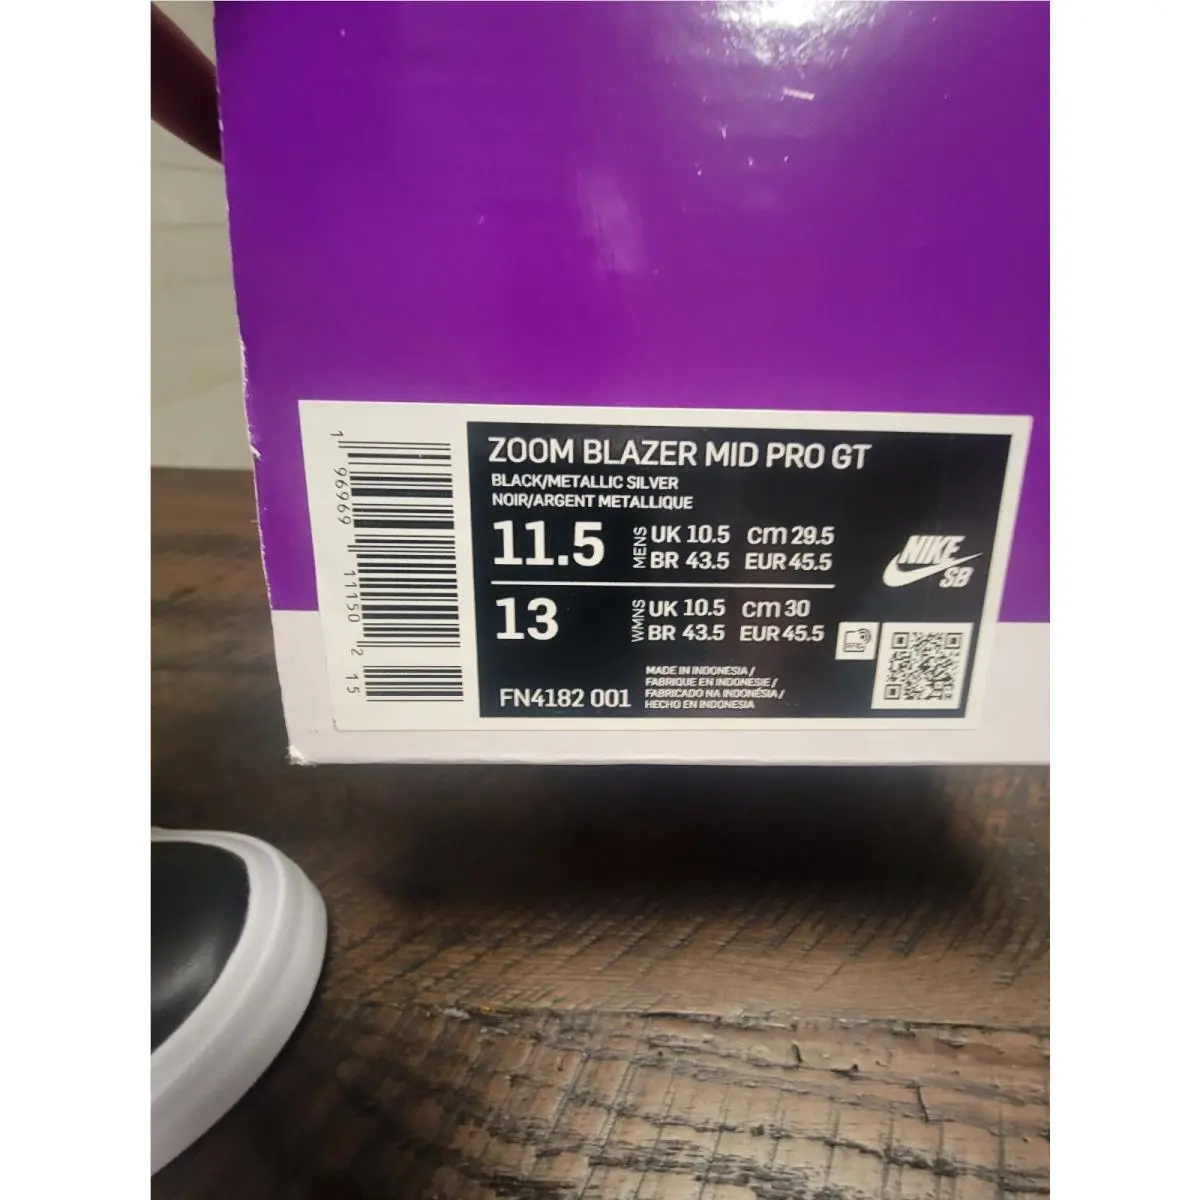 ZOOM BLAZER MID PRO GT
BLACK/METALLIC SILVER
NOIR/ARGENT METALLIQUE
11.5 MENS UK 10.5 cm 29.5
BR 43.5 EUR 45.5
13 WMNS UK 10.5 cm 30
BR 43.5 EUR 45.5
NIKE
SB
RFID
FN4182 001
MADE IN INDONESIA /
FABRIQUE EN INDONESIE /
FABRICADO NA INDONÉSIA /
HECHO EN INDONESIA
1 96969 11150 2 15